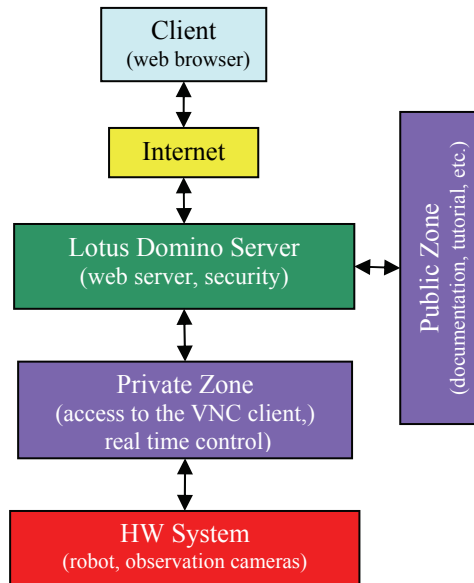 Client
(web browser)
Internet
Lotus Domino Server
(web server, security)
Public Zone
(documentation, tutorial, etc.)
Private Zone
(access to the VNC client,)
real time control)
HW System
(robot, observation cameras)